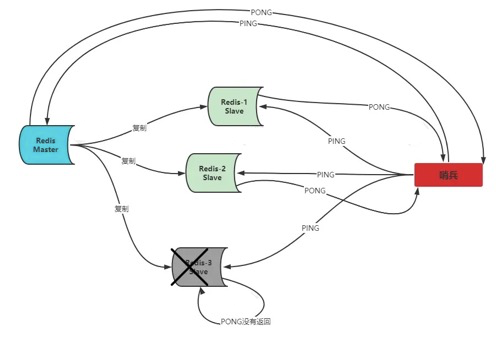 PONG
PING
Redis-1
Slave
PONG
复制
Redis
Master
PING
复制
Redis-2
Slave
PING
哨兵
PONG
复制
PING
Redis-3
Slave
PONG没有返回